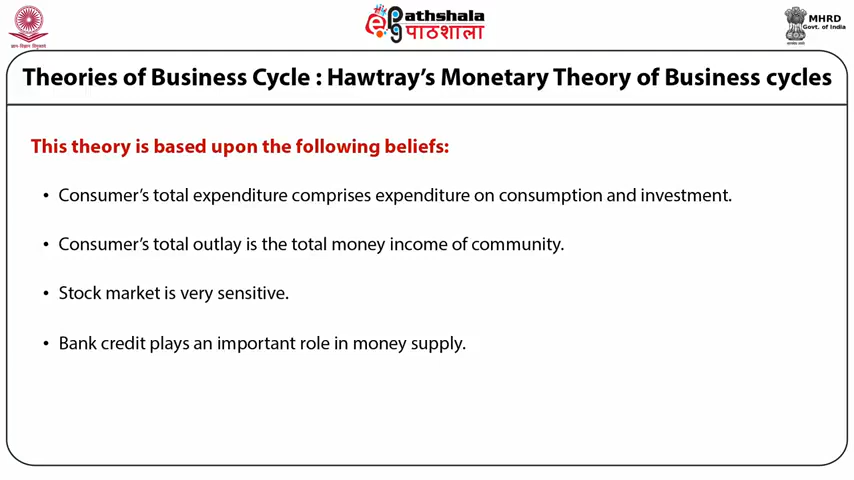 ePG Pathshala
पाठशाला
MHRD
Govt. of India
Theories of Business Cycle : Hawtray's Monetary Theory of Business cycles
This theory is based upon the following beliefs:
• Consumer's total expenditure comprises expenditure on consumption and investment.
• Consumer's total outlay is the total money income of community.
• Stock market is very sensitive.
• Bank credit plays an important role in money supply.